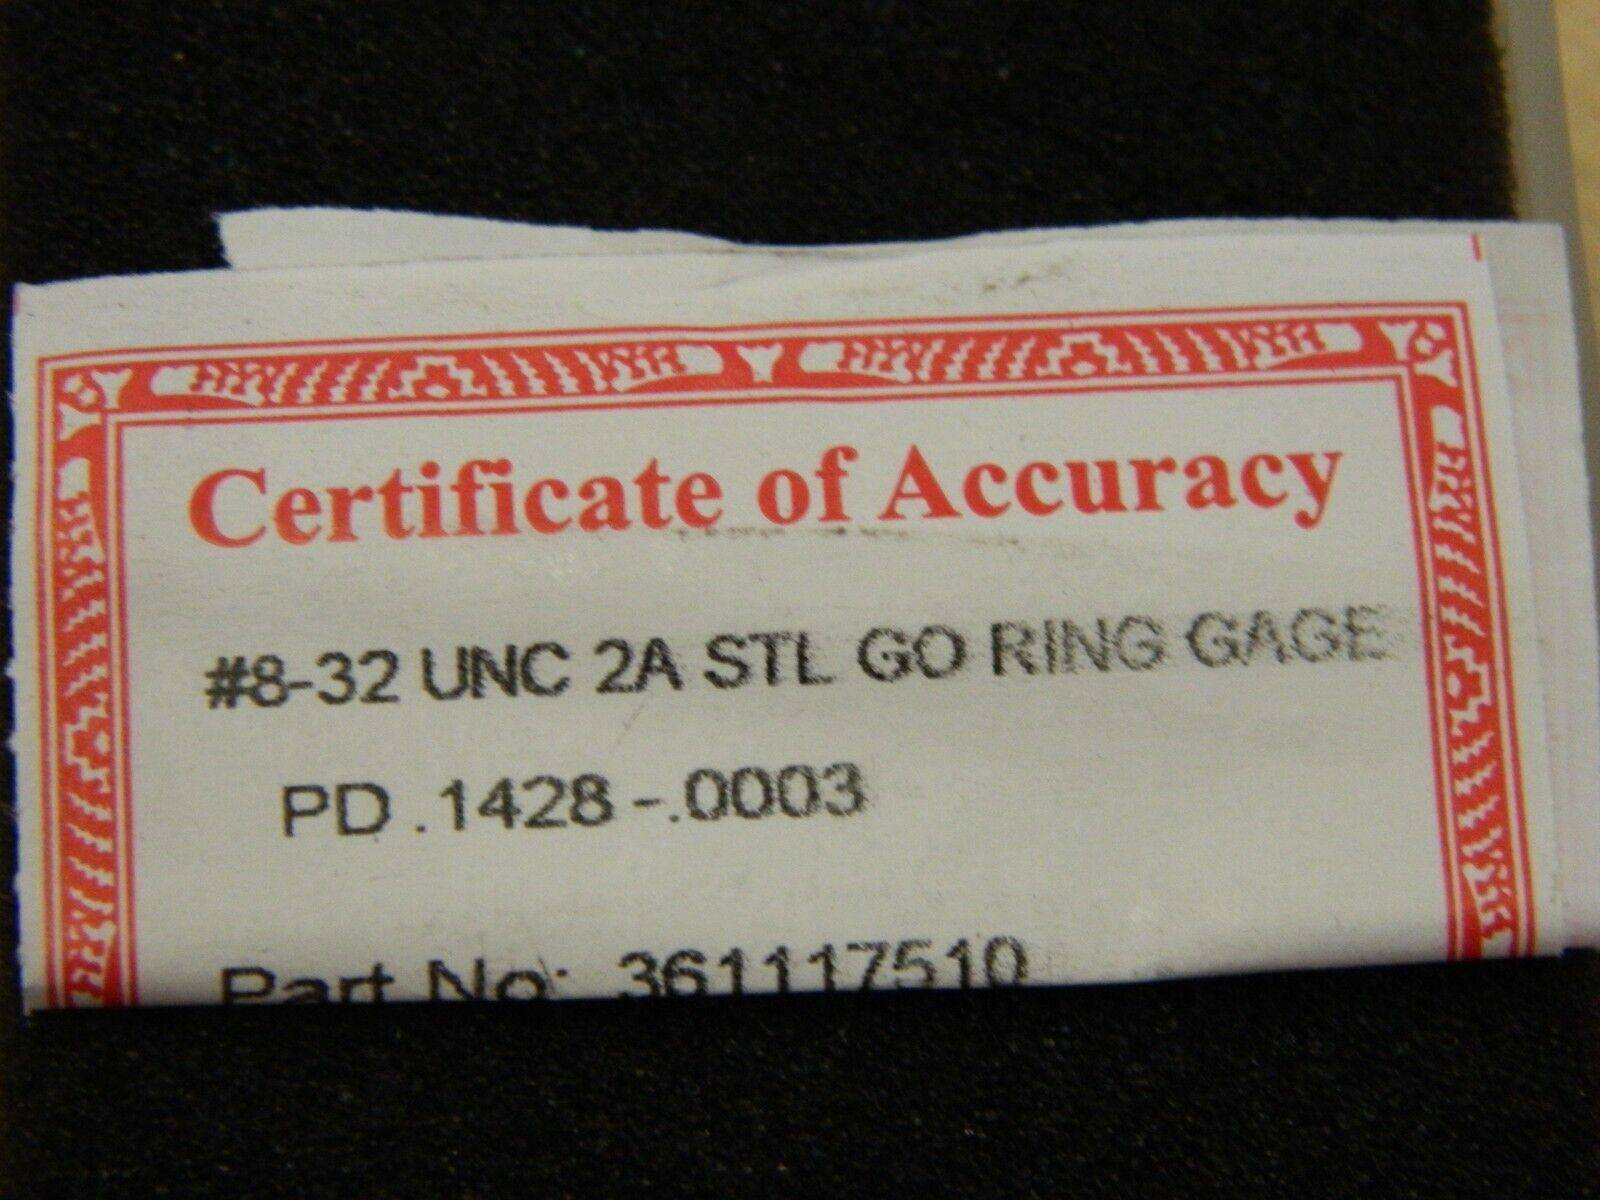 Certificate of Accuracy
#8-32 UNC 2A STL GO RING GAGE
PD .1428 -.0003
Part No: 361117510